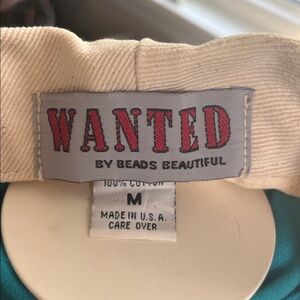 WANTED
BY BEADS BEAUTIFUL
100% COTTON
M
MADE IN U.S.A.
CARE OVER